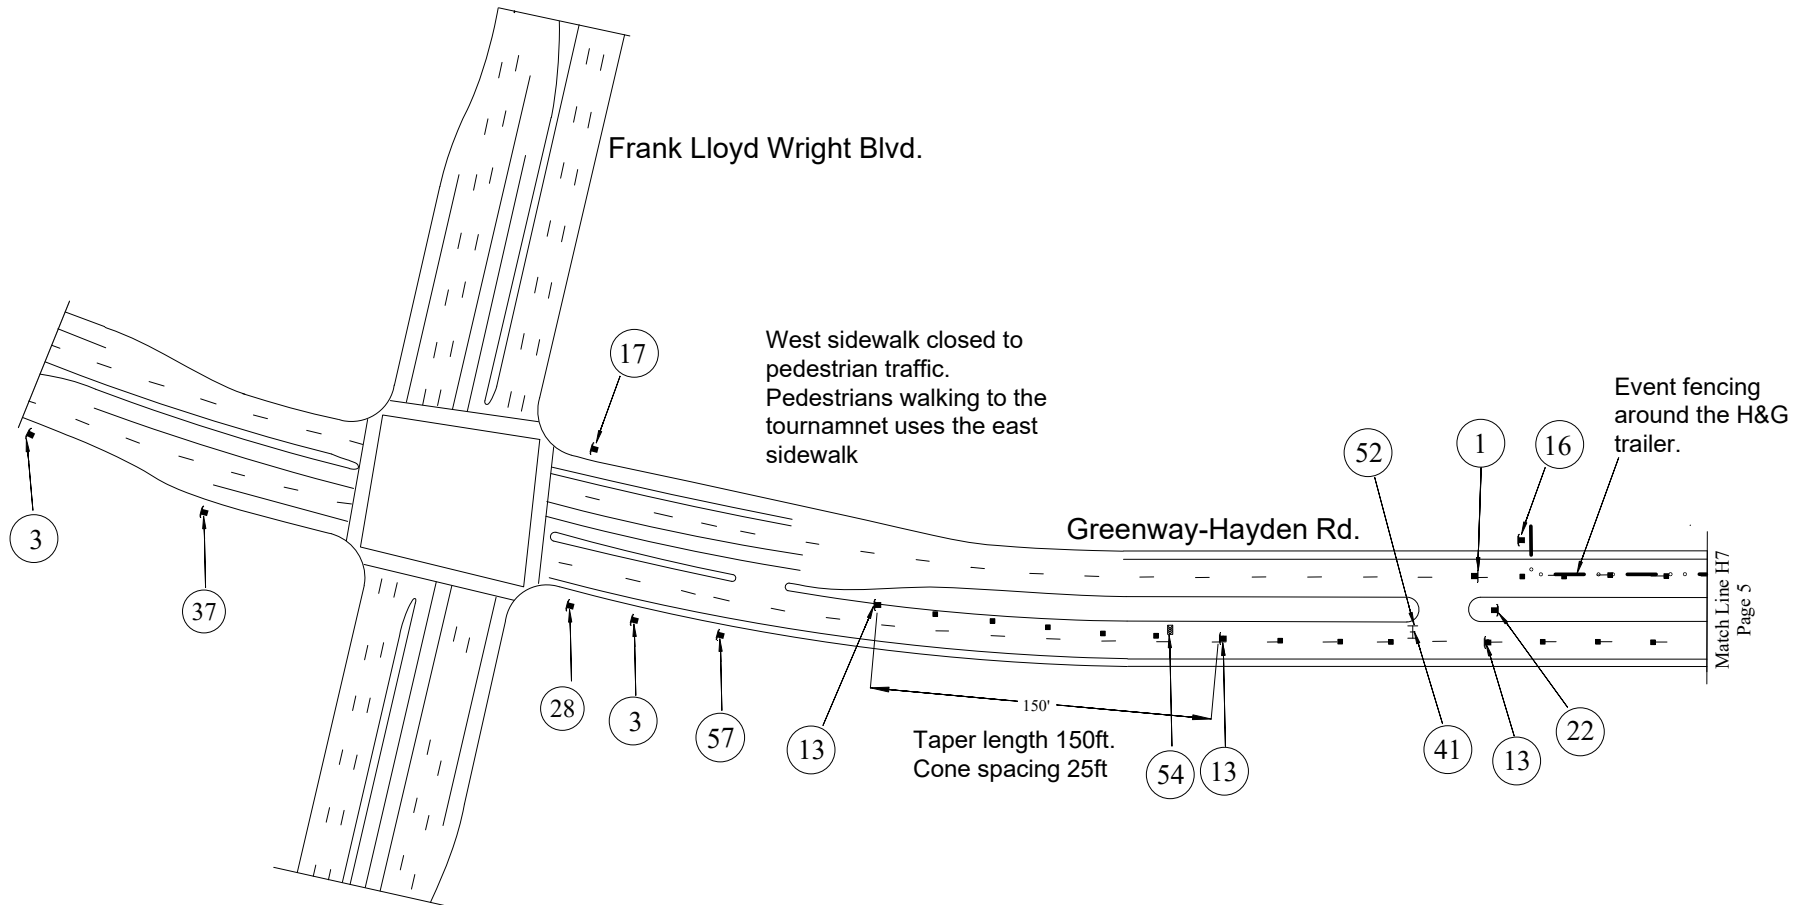 Frank Lloyd Wright Blvd.
17
West sidewalk closed to
pedestrian traffic.
Pedestrians walking to the
tournamnet uses the east
sidewalk
Event fencing
around the H&G
trailer.
52
1
16
Greenway-Hayden Rd.
3
37
28
3
57
13
150'
Taper length 150ft.
Cone spacing 25ft
54
13
41
13
22
Match Line H7
Page 5